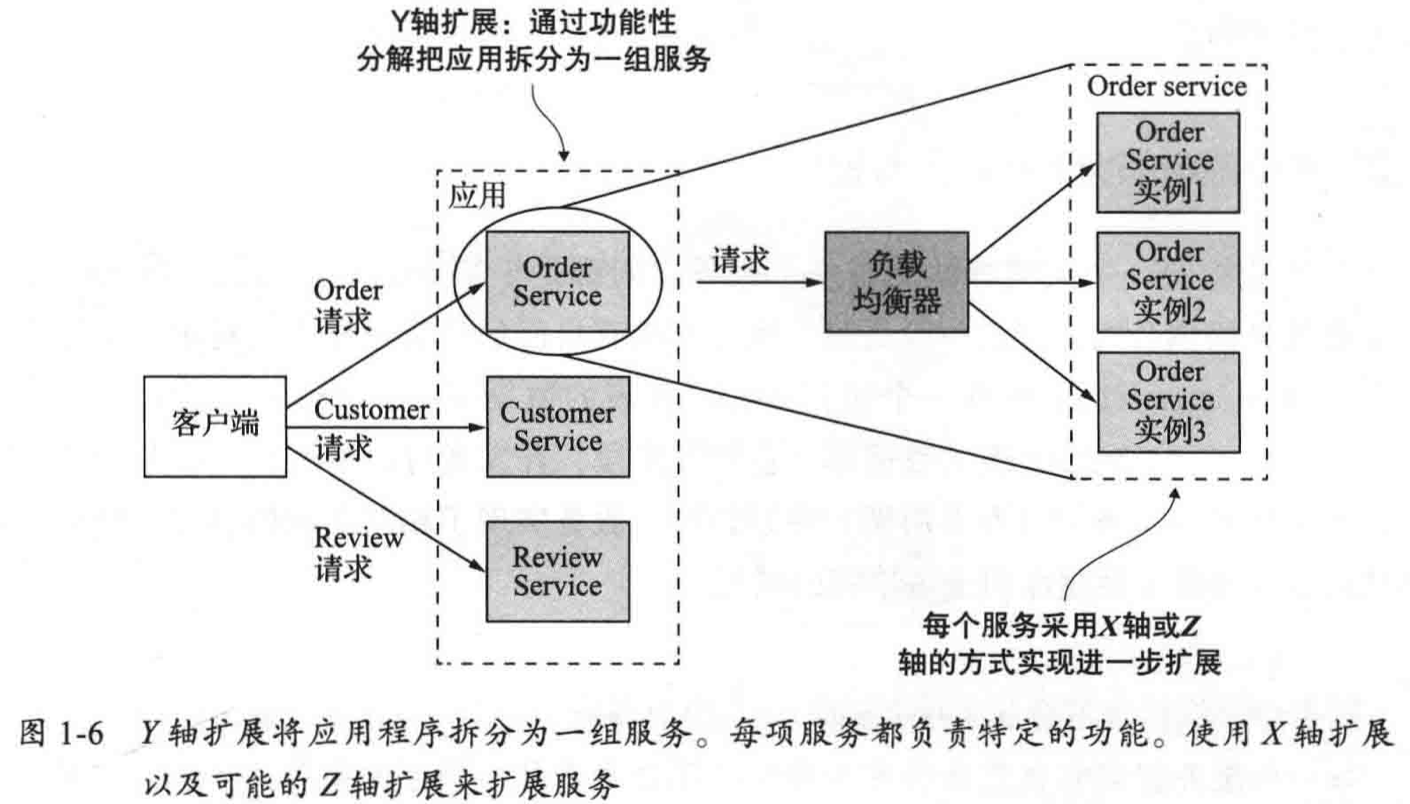 Y轴扩展：通过功能性
分解把应用拆分为一组服务
应用
Order
Service
Order
请求
客户端
Customer
请求
Customer
Service
Review
请求
Review
Service
请求
负载
均衡器
Order service
Order
Service
实例1
Order
Service
实例2
Order
Service
实例3
每个服务采用X轴或Z
轴的方式实现进一步扩展
图 1-6 Y轴扩展将应用程序拆分为一组服务。每项服务都负责特定的功能。使用X轴扩展
以及可能的Z轴扩展来扩展服务